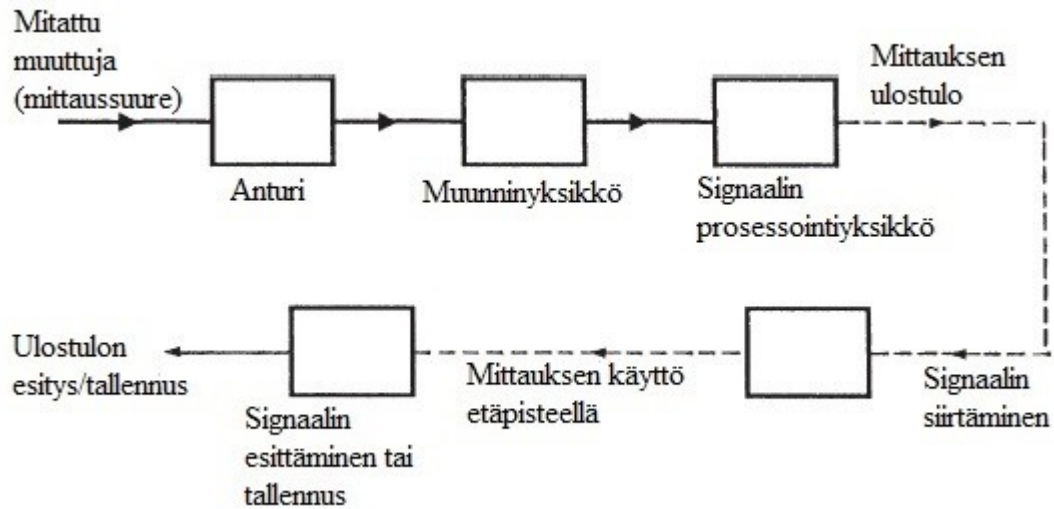 Mitattu
muuttuja
(mittaussuure)
Mittauksen
ulostulo
Anturi
Muunninyksikkö
Signaalin
prosessointiyksikkö
Ulostulon
esitys/tallennus
Signaalin
esittäminen tai
tallennus
Mittauksen käyttö
etäpisteellä
Signaalin
siirtäminen